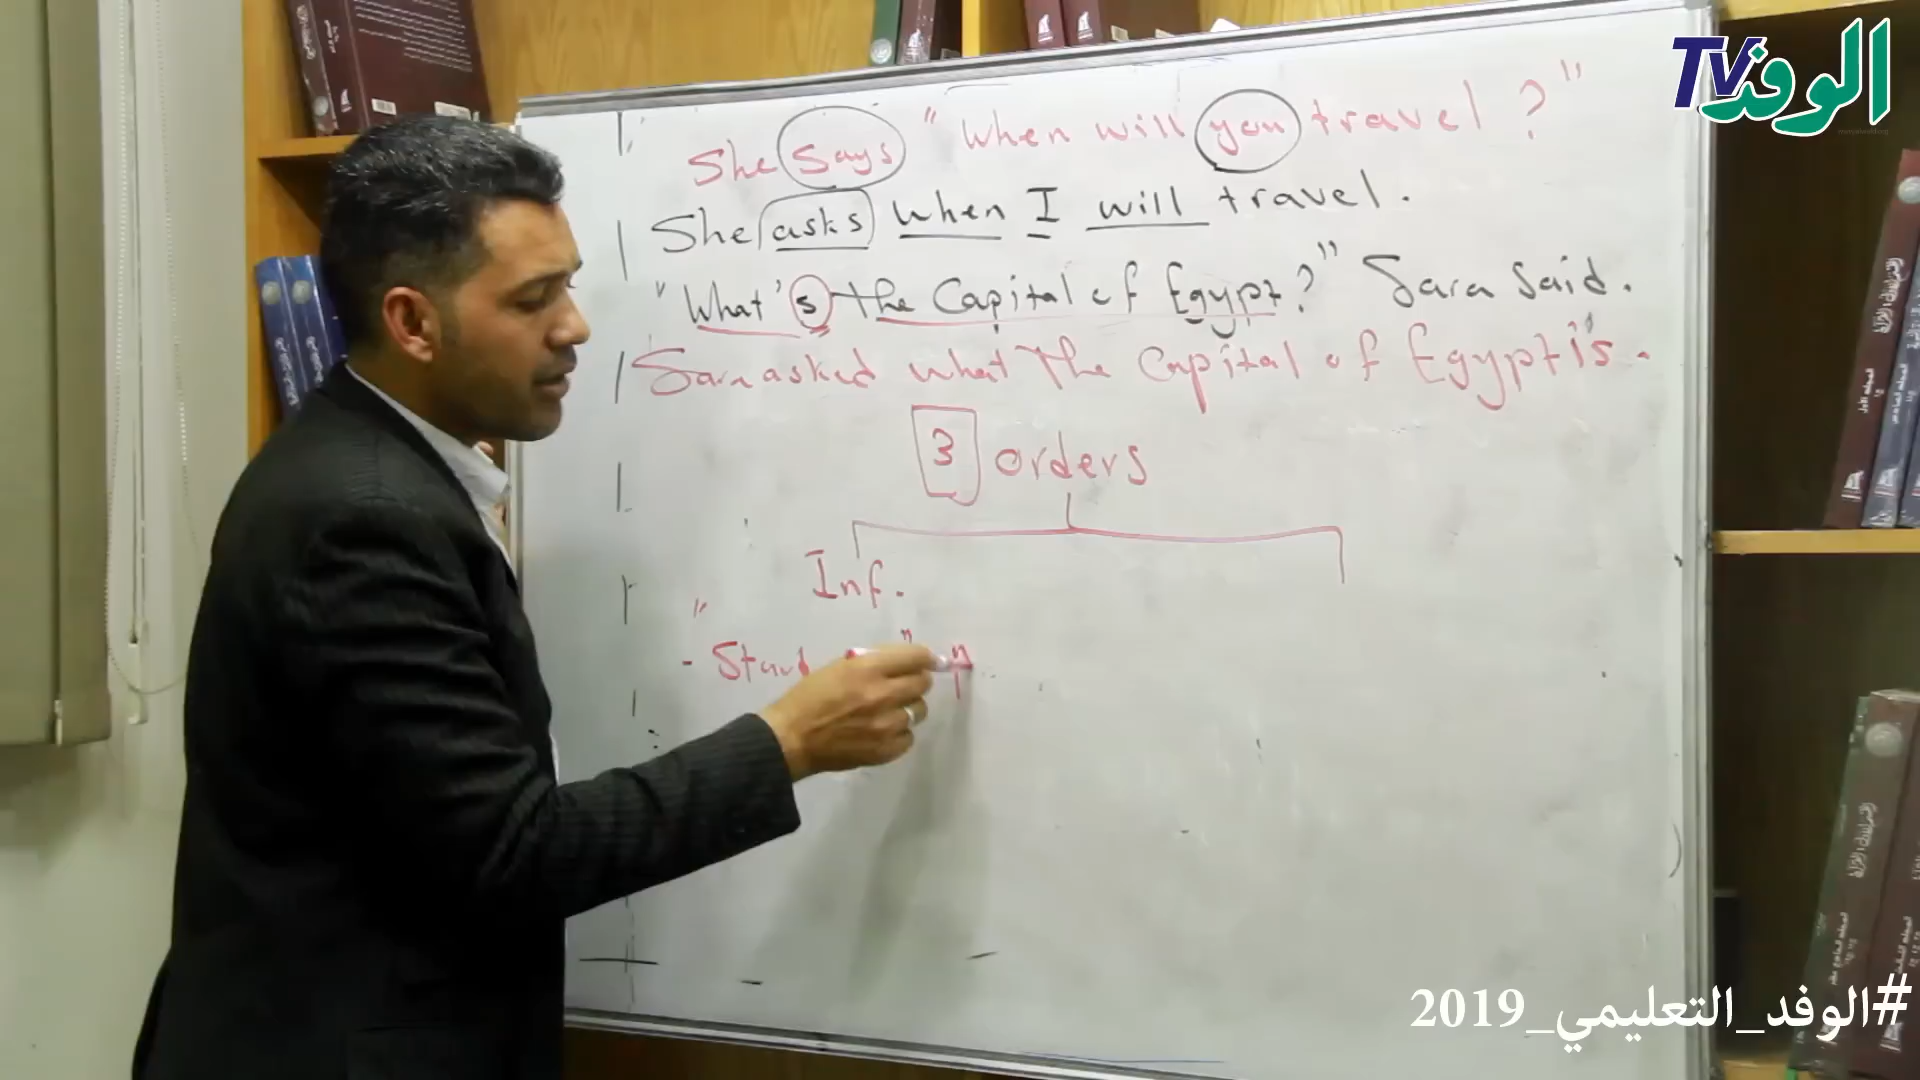 TV الوفد
She says "when will you travel?"
She asks when I will travel.
"What's the Capital of Egypt?" Sara Said.
Sara asked what the Capital of Egypt is.
3 orders
Inf.
"
- Stand
#الوفد_التعليمي_2019